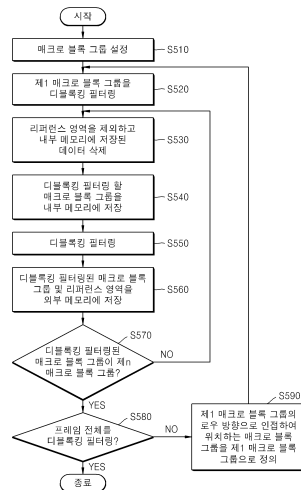 시작
매크로 블록 그룹 설정
S510
제1 매크로 블록 그룹을
디블록킹 필터링
S520
리퍼런스 영역을 제외하고
내부 메모리에 저장된
데이터 삭제
S530
디블록킹 필터링 할
매크로 블록 그룹을
내부 메모리에 저장
S540
디블록킹 필터링
S550
디블록킹 필터링된 매크로 블록
그룹 및 리퍼런스 영역을
외부 메모리에 저장
S560
S570
디블록킹 필터링된
매크로 블록 그룹이 제n
매크로 블록 그룹?
NO
YES
S580
프레임 전체를
디블록킹 필터링?
NO
S590
제1 매크로 블록 그룹의
로우 방향으로 인접하여
위치하는 매크로 블록
그룹을 제1 매크로 블록
그룹으로 정의
YES
종료